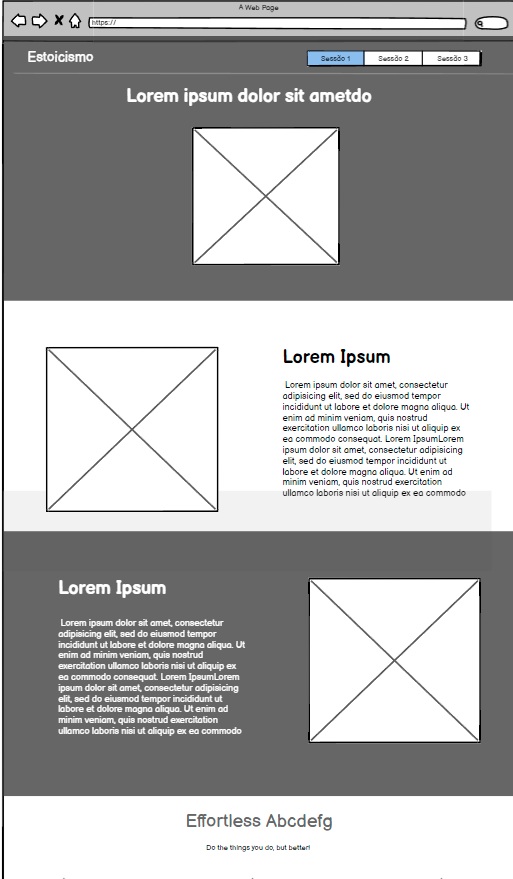 A Web Page
https://
Estoicismo
Sessão 1 Sessão 2 Sessão 3
Lorem ipsum dolor sit ametdo
Lorem Ipsum
Lorem ipsum dolor sit amet, consectetur
adipisicing elit, sed do eiusmod tempor
incididunt ut labore et dolore magna aliqua. Ut
enim ad minim veniam, quis nostrud
exercitation ullamco laboris nisi ut aliquip ex
ea commodo consequat. Lorem IpsumLorem
ipsum dolor sit amet, consectetur adipisicing
elit, sed do eiusmod tempor incididunt ut
labore et dolore magna aliqua. Ut enim ad
minim veniam, quis nostrud exercitation
ullamco laboris nisi ut aliquip ex ea commodo
Lorem Ipsum
Lorem ipsum dolor sit amet, consectetur
adipisicing elit, sed do eiusmod tempor
incididunt ut labore et dolore magna aliqua. Ut
enim ad minim veniam, quis nostrud
exercitation ullamco laboris nisi ut aliquip ex
ea commodo consequat. Lorem IpsumLorem
ipsum dolor sit amet, consectetur adipisicing
elit, sed do eiusmod tempor incididunt ut
labore et dolore magna aliqua. Ut enim ad
minim veniam, quis nostrud exercitation
ullamco laboris nisi ut aliquip ex ea commodo
Effortless Abcdefg
Do the things you do, but better!